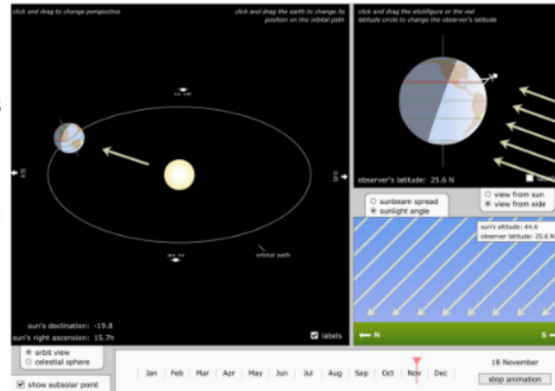 click and drag to change perspective
click and drag the earth to change its
position on the orbital path
orbital path
sun's declination: -19.8
sun's right ascension: 15.7h
labels
click and drag the stickfigure or the red
latitude circle to change the observer's latitude
observer's latitude: 25.6 N
labels
sunbeam spread
sunlight angle
view from sun
view from side
sun's altitude: 44.6
observer latitude: 25.6 N
N
S
orbit view
celestial sphere
show subsolar point
Jan Feb Mar Apr May Jun Jul Aug Sep Oct Nov Dec
18 November
stop animation